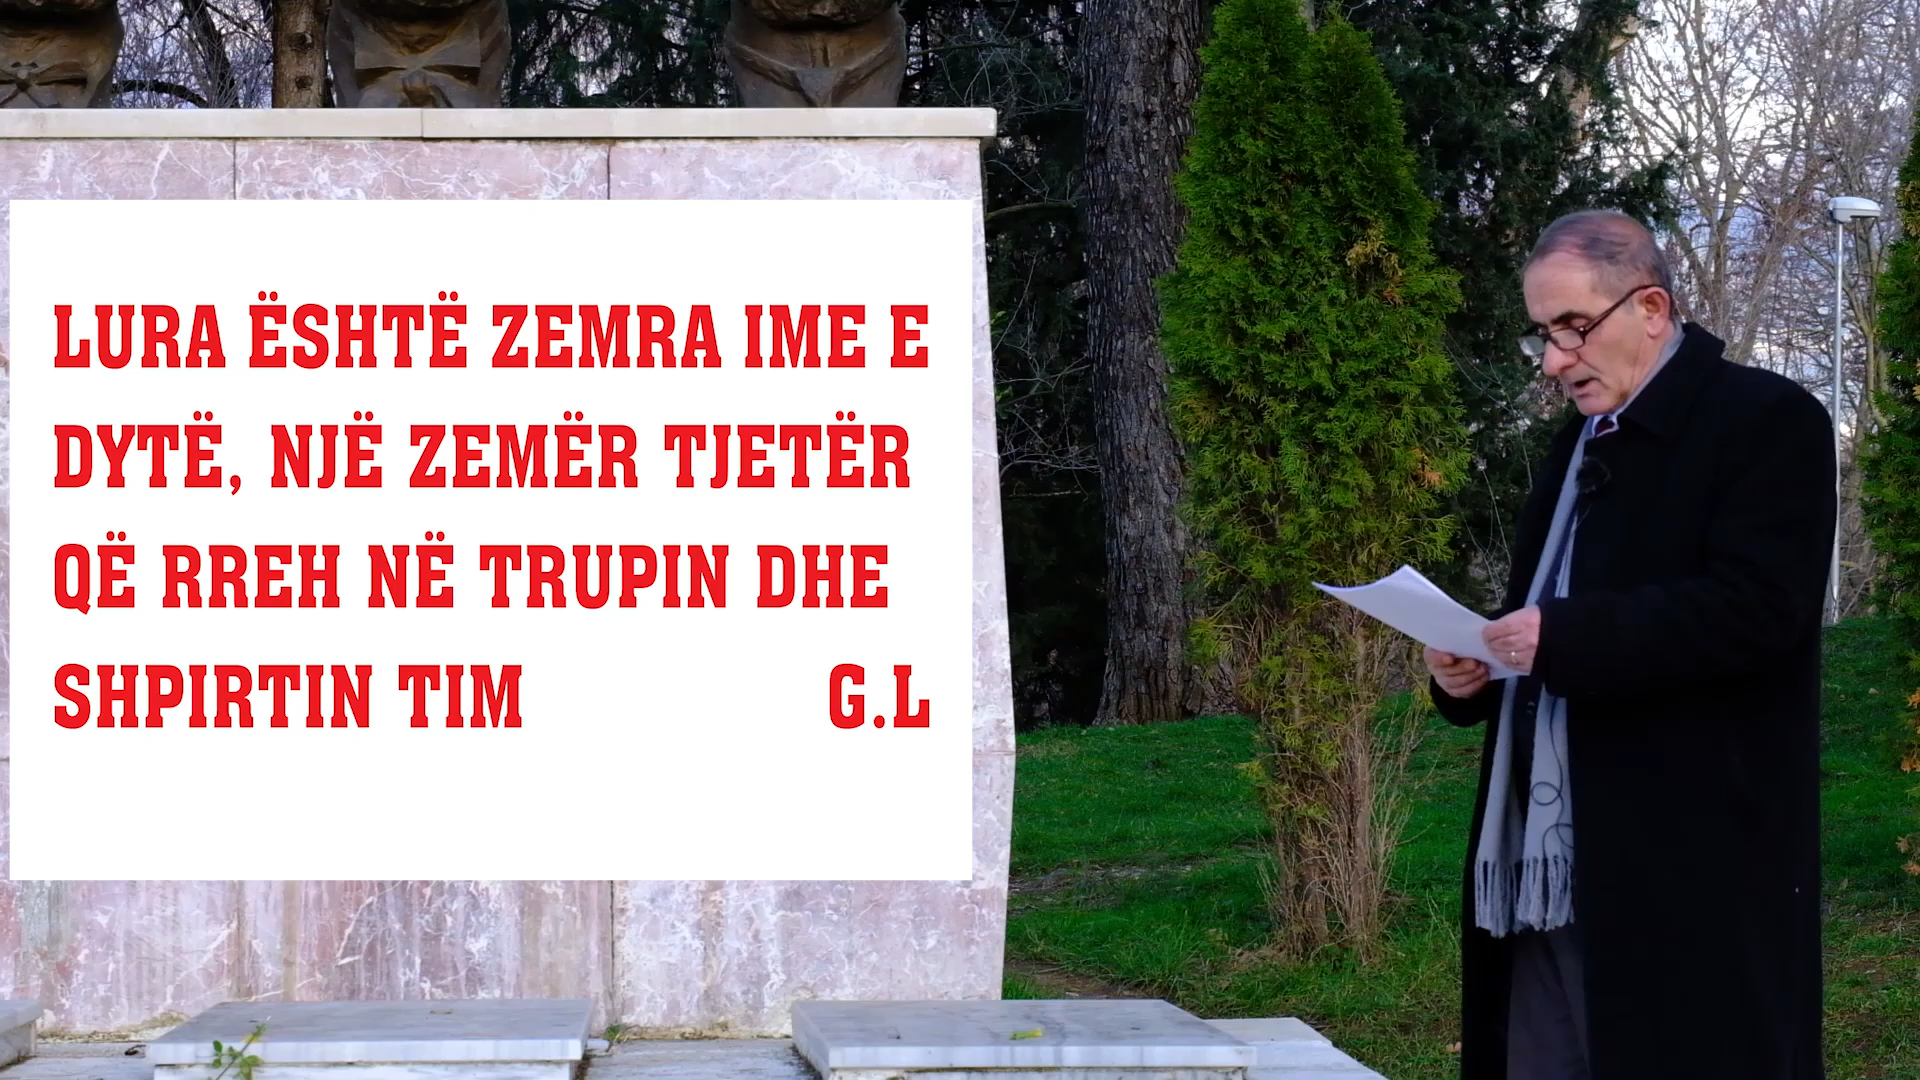 LURA ËSHTË ZEMRA IME E
DYTË, NJË ZEMËR TJETËR
QË RREH NË TRUPIN DHE
SHPIRTIN TIM G.L